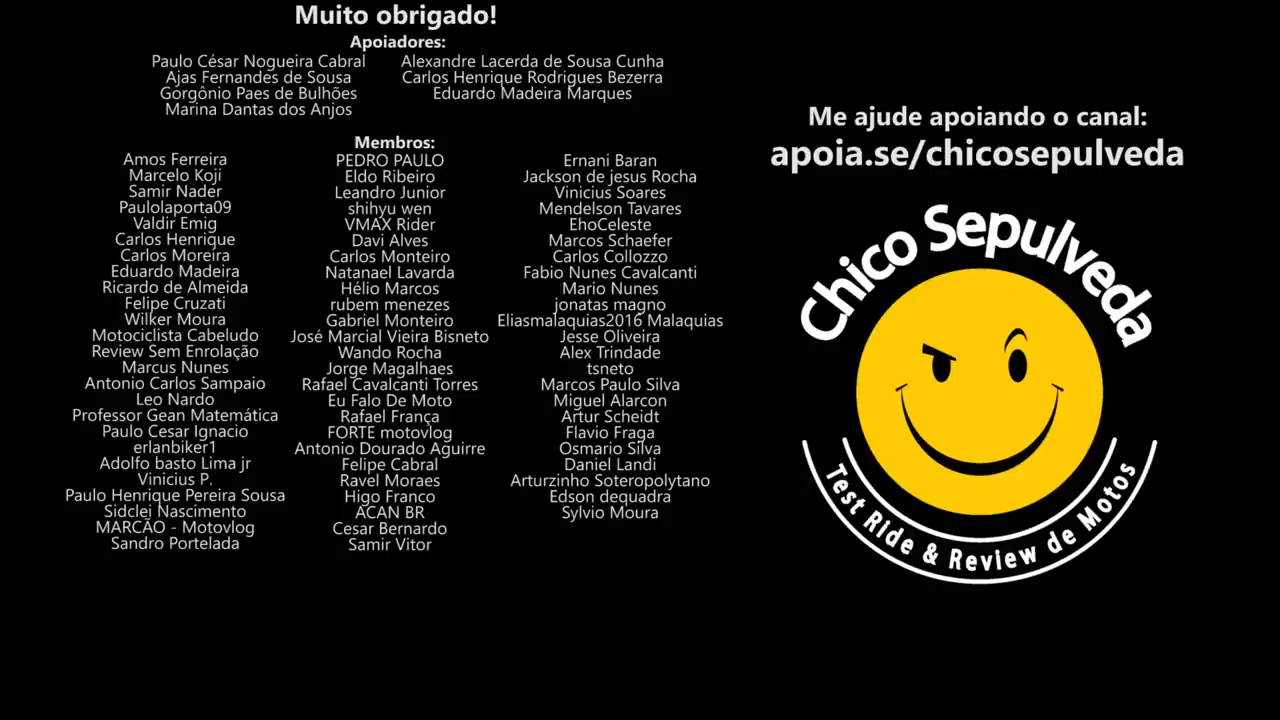 Muito obrigado!
Apoiadores:
Paulo César Nogueira Cabral
Ajas Fernandes de Sousa
Gorgônio Paes de Bulhões
Marina Dantas dos Anjos
Alexandre Lacerda de Sousa Cunha
Carlos Henrique Rodrigues Bezerra
Eduardo Madeira Marques
Membros:
Amos Ferreira
Marcelo Koji
Samir Nader
Paulolaporta09
Valdir Emig
Carlos Henrique
Carlos Moreira
Eduardo Madeira
Ricardo de Almeida
Felipe Cruzati
Wilker Moura
Motociclista Cabeludo
Review Sem Enrolação
Marcus Nunes
Antonio Carlos Sampaio
Leo Nardo
Professor Gean Matemática
Paulo Cesar Ignacio
erlanbiker1
Adolfo basto Lima jr
Vinicius P.
Paulo Henrique Pereira Sousa
Sidclei Nascimento
MARCÃO - Motovlog
Sandro Portelada
PEDRO PAULO
Eldo Ribeiro
Leandro Junior
shihyu wen
VMAX Rider
Davi Alves
Carlos Monteiro
Natanael Lavarda
Hélio Marcos
rubem menezes
Gabriel Monteiro
José Marcial Vieira Bisneto
Wando Rocha
Jorge Magalhaes
Rafael Cavalcanti Torres
Eu Falo De Moto
Rafael França
FORTE motovlog
Antonio Dourado Aguirre
Felipe Cabral
Ravel Moraes
Higo Franco
ACAN BR
Cesar Bernardo
Samir Vitor
Ernani Baran
Jackson de jesus Rocha
Vinicius Soares
Mendelson Tavares
EhoCeleste
Marcos Schaefer
Carlos Collozzo
Fabio Nunes Cavalcanti
Mario Nunes
jonatas magno
Eliasmalaquias2016 Malaquias
Jesse Oliveira
Alex Trindade
tsneto
Marcos Paulo Silva
Miguel Alarcon
Artur Scheidt
Flavio Fraga
Osmario Silva
Daniel Landi
Arturzinho Soteropolytano
Edson dequadra
Sylvio Moura
Me ajude apoiando o canal:
apoia.se/chicosepulveda
Chico Sepulveda
Test Ride & Review de Motos